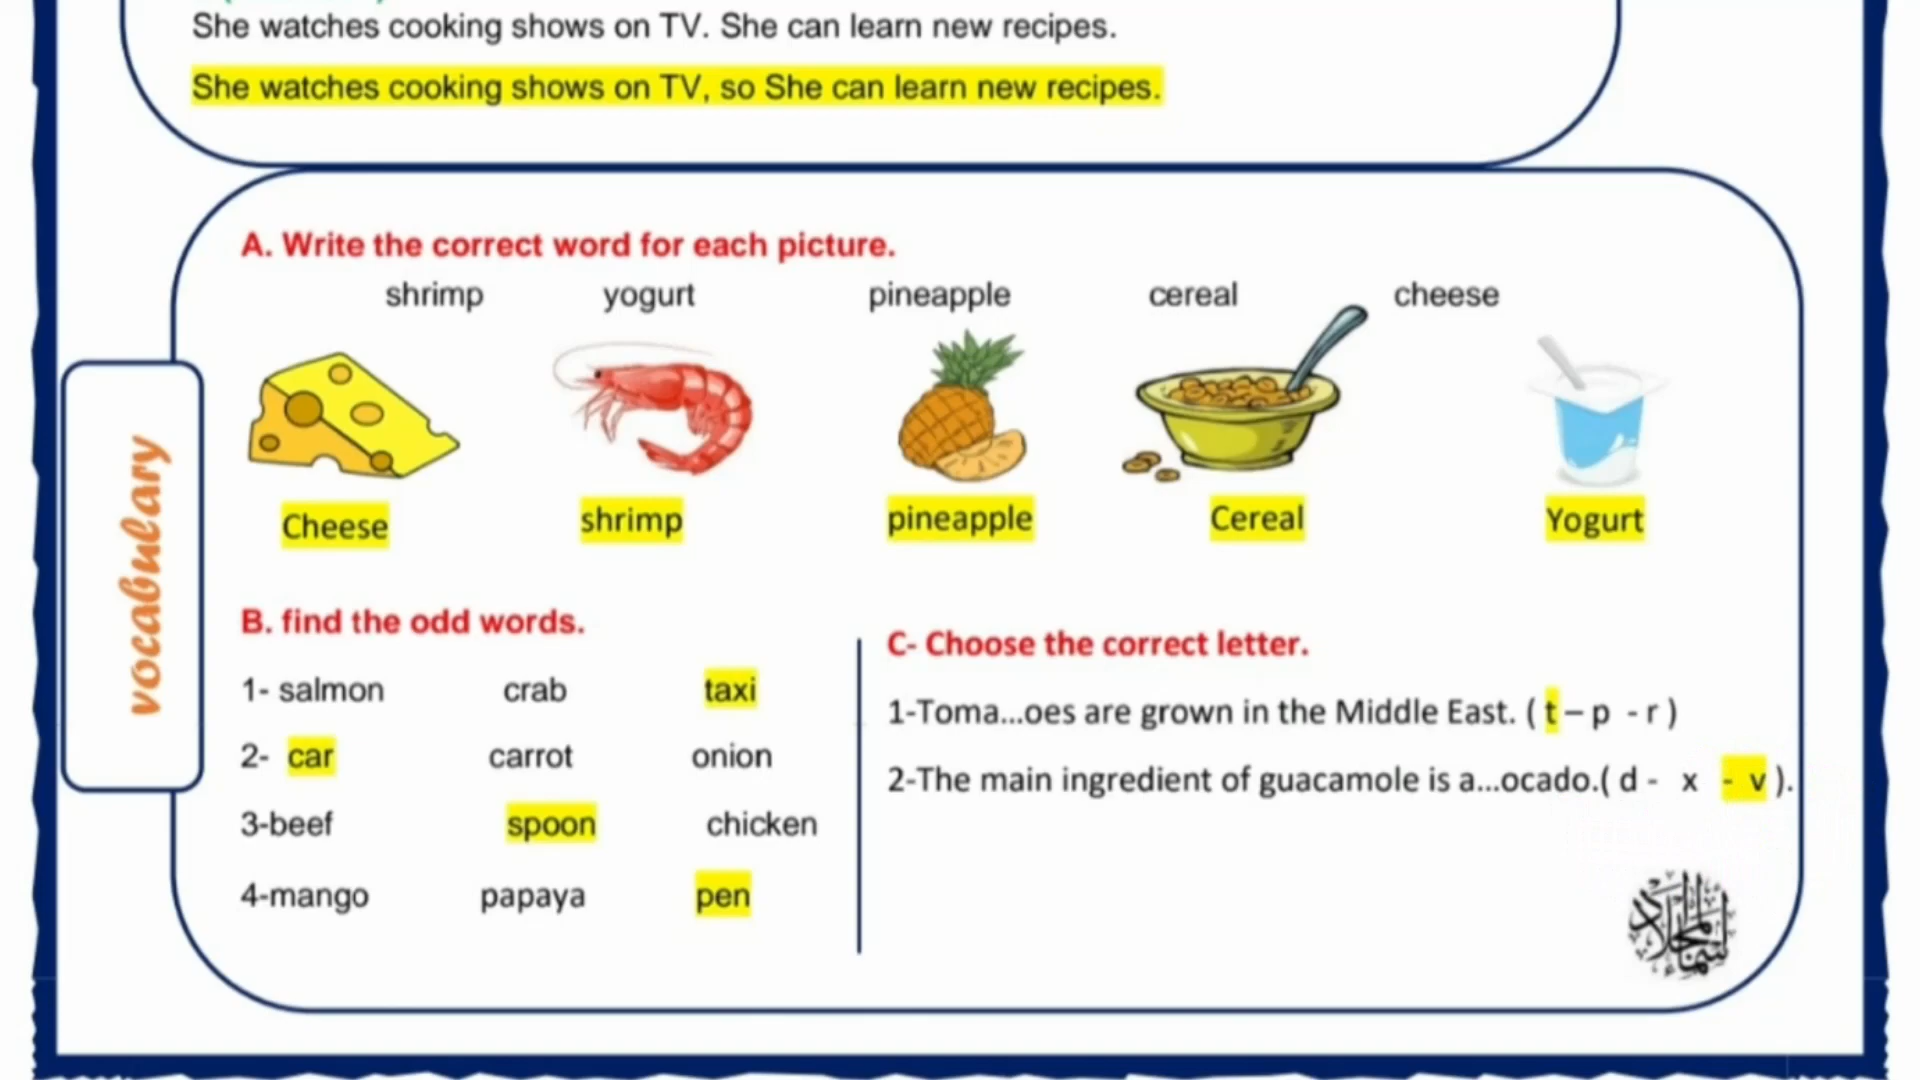 She watches cooking shows on TV. She can learn new recipes.
She watches cooking shows on TV, so She can learn new recipes.
vocabulary
A. Write the correct word for each picture.
shrimp yogurt pineapple cereal cheese
Cheese shrimp pineapple Cereal Yogurt
B. find the odd words.
1- salmon crab taxi
2- car carrot onion
3-beef spoon chicken
4-mango papaya pen
C- Choose the correct letter.
1-Toma...oes are grown in the Middle East. ( t – p - r )
2-The main ingredient of guacamole is a...ocado.( d - x - v ).